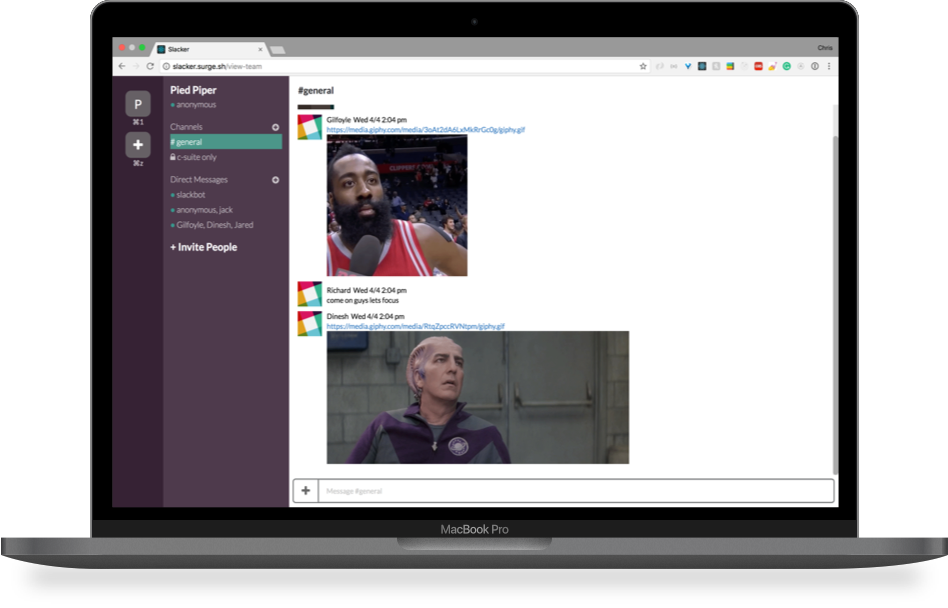 Slacker
Chris
slacker.surge.sh/view-team
P
⌘1
⌘2
Pied Piper
anonymous
Channels
# general
c-suite only
Direct Messages
slackbot
anonymous, jack
Gilfoyle, Dinesh, Jared
+ Invite People
#general
Gilfoyle Wed 4/4 2:04 pm
https://media.giphy.com/media/3oAt2dA6LxMkRrGc0g/giphy.gif
CLIPPERS
Richard Wed 4/4 2:04 pm
come on guys lets focus
Dinesh Wed 4/4 2:04 pm
https://media.giphy.com/media/RtqZpccRVNtpm/giphy.gif
Message #general
MacBook Pro